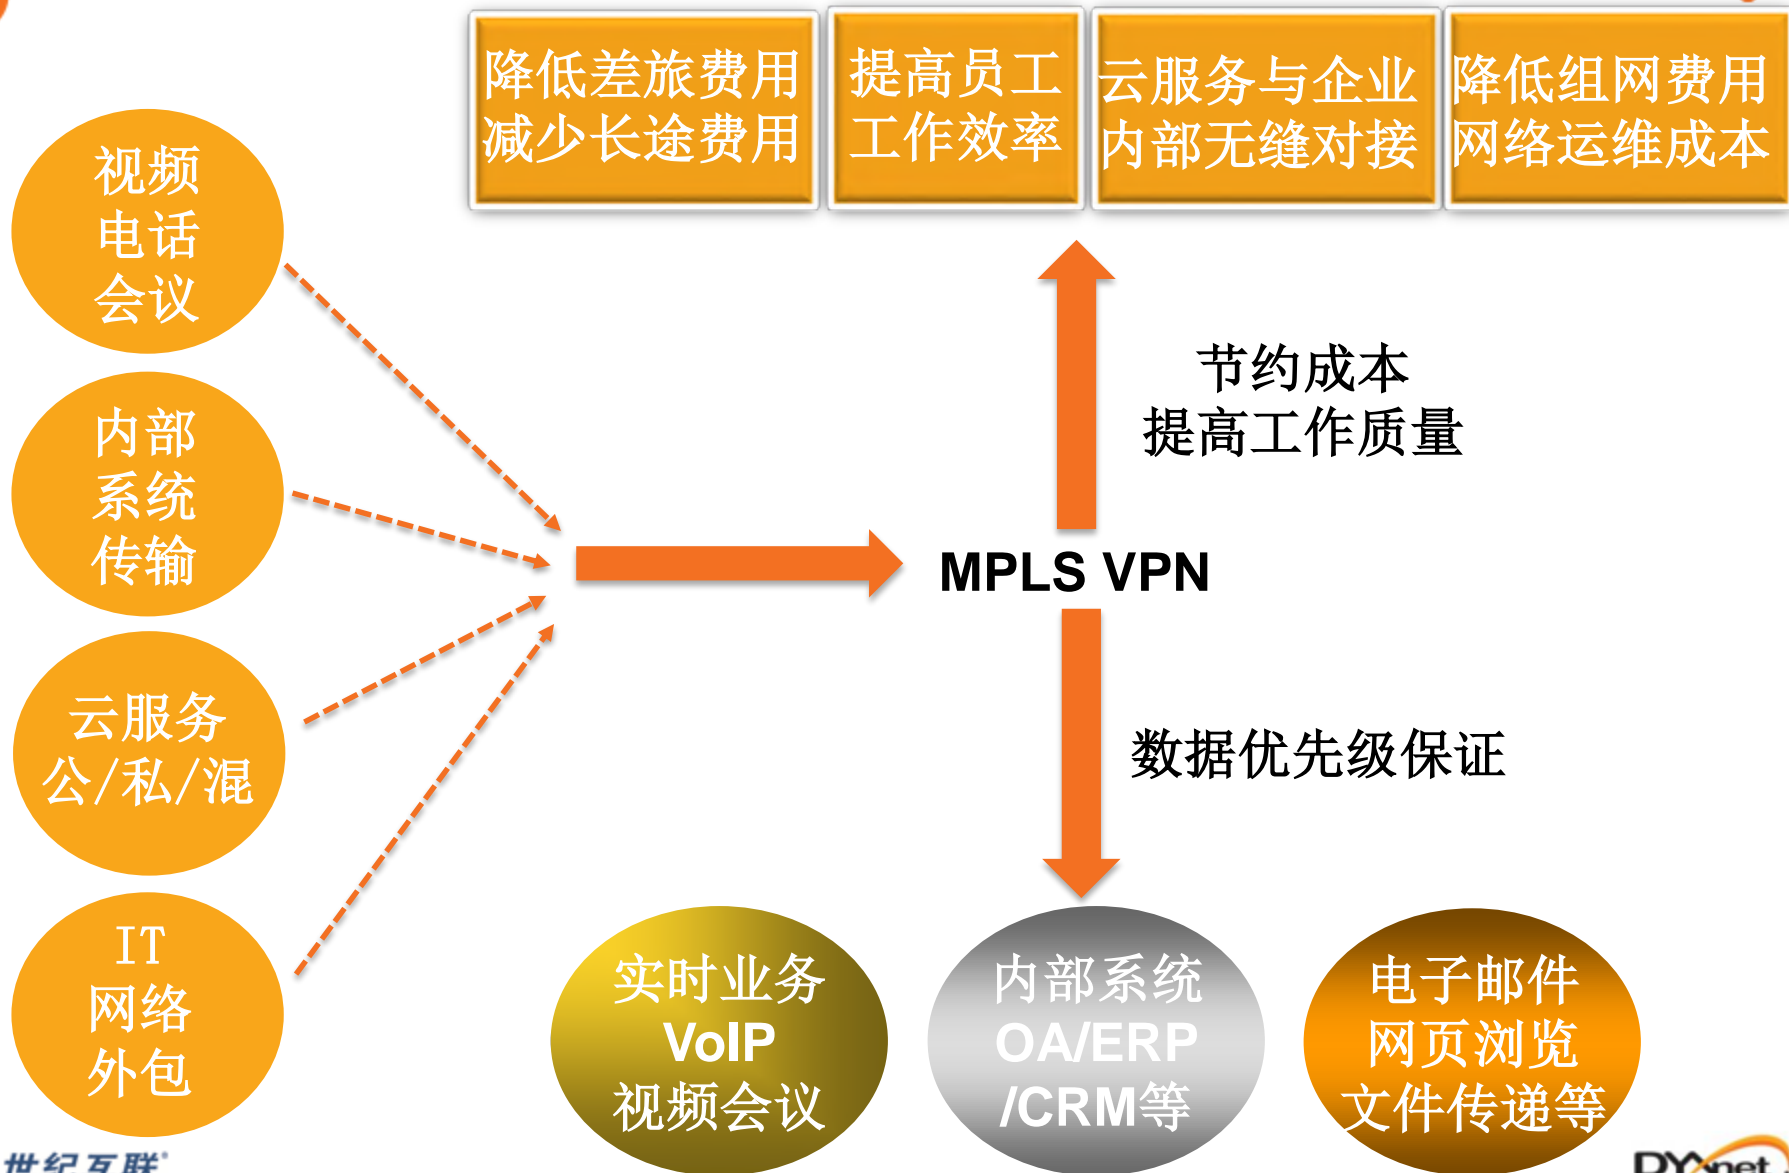 降低差旅费用
减少长途费用
提高员工
工作效率
云服务与企业
内部无缝对接
降低组网费用
网络运维成本
视频
电话
会议
内部
系统
传输
云服务
公/私/混
IT
网络
外包
节约成本
提高工作质量
MPLS VPN
数据优先级保证
实时业务
VoIP
视频会议
内部系统
OA/ERP
/CRM等
电子邮件
网页浏览
文件传递等
世纪互联
DYXnet